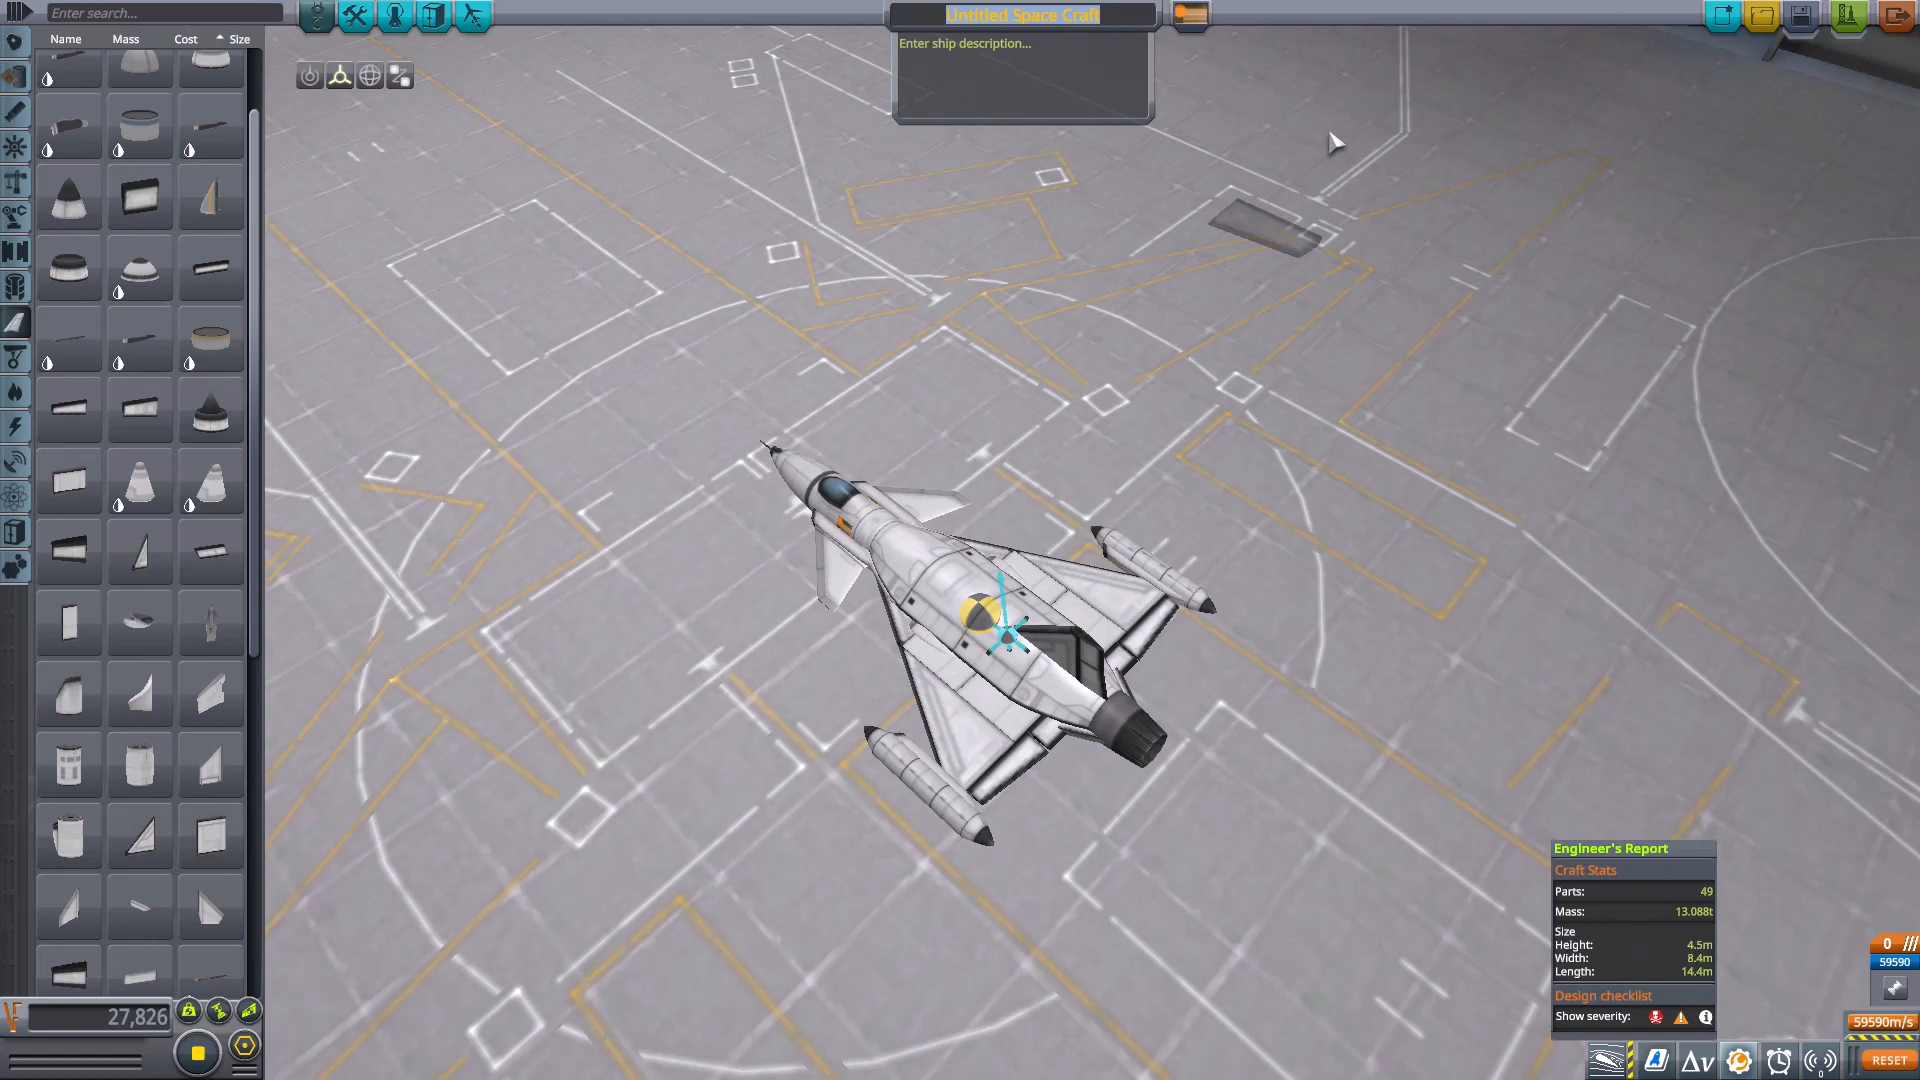 Enter search...
Name Mass Cost Size
Untitled Space Craft
Enter ship description...
Engineer's Report
Craft Stats
Parts: 49
Mass: 13.088t
Size
Height: 4.5m
Width: 8.4m
Length: 14.4m
Design checklist
Show severity:
0
59590
59590m/s
27,826
Δv
0
RESET